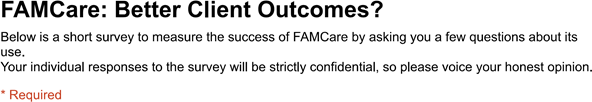 FAMCare: Better Client Outcomes?
Below is a short survey to measure the success of FAMCare by asking you a few questions about its
use.
Your individual responses to the survey will be strictly confidential, so please voice your honest opinion.
* Required